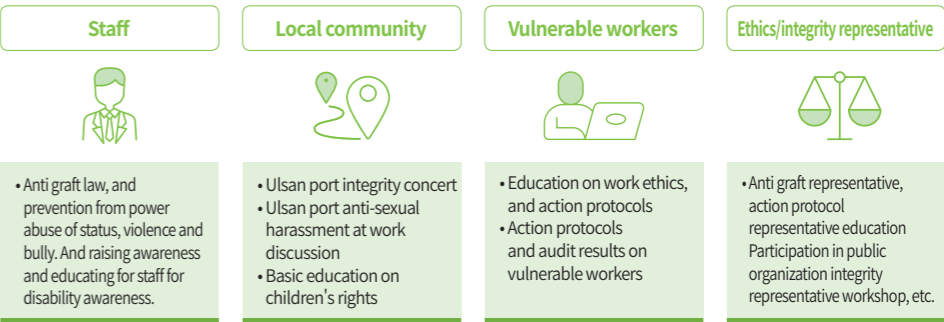 Staff
• Anti graft law, and
prevention from power
abuse of status, violence and
bully. And raising awareness
and educating for staff for
disability awareness.
Local community
• Ulsan port integrity concert
• Ulsan port anti-sexual
harassment at work
discussion
• Basic education on
children's rights
Vulnerable workers
• Education on work ethics,
and action protocols
• Action protocols
and audit results on
vulnerable workers
Ethics/integrity representative
• Anti graft representative,
action protocol
representative education
Participation in public
organization integrity
representative workshop, etc.